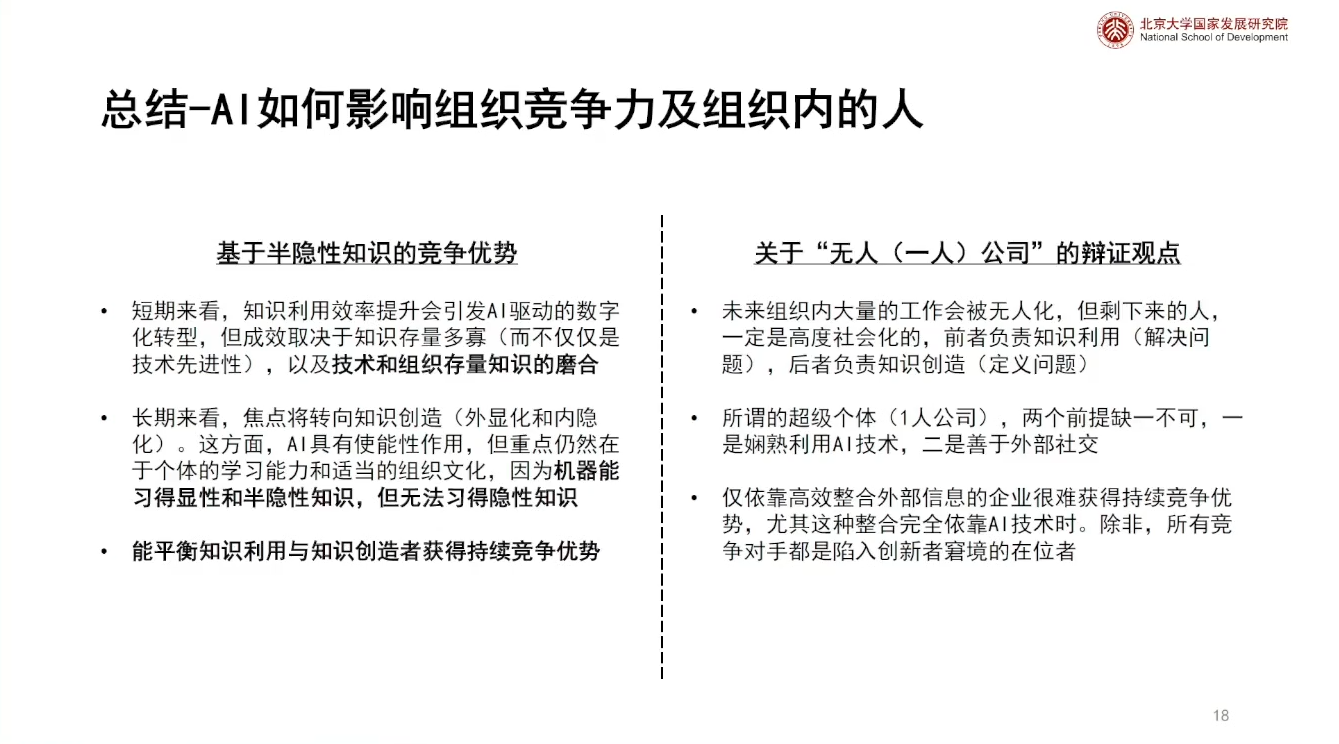 北京大学国家发展研究院
National School of Development
总结-AI如何影响组织竞争力及组织内的人
基于半隐性知识的竞争优势
• 短期来看，知识利用效率提升会引发AI驱动的数字
化转型，但成效取决于知识存量多寡（而不仅仅是
技术先进性），以及技术和组织存量知识的磨合
• 长期来看，焦点将转向知识创造（外显化和内隐
化）。这方面，AI具有使能性作用，但重点仍然在
于个体的学习能力和适当的组织文化，因为机器能
习得显性和半隐性知识，但无法习得隐性知识
• 能平衡知识利用与知识创造者获得持续竞争优势
关于“无人（一人）公司”的辩证观点
• 未来组织内大量的工作会被无人化，但剩下来的人，
一定是高度社会化的，前者负责知识利用（解决问
题），后者负责知识创造（定义问题）
• 所谓的超级个体（1人公司），两个前提缺一不可，一
是娴熟利用AI技术，二是善于外部社交
• 仅依靠高效整合外部信息的企业很难获得持续竞争优
势，尤其这种整合完全依靠AI技术时。除非，所有竞
争对手都是陷入创新者窘境的在位者
18